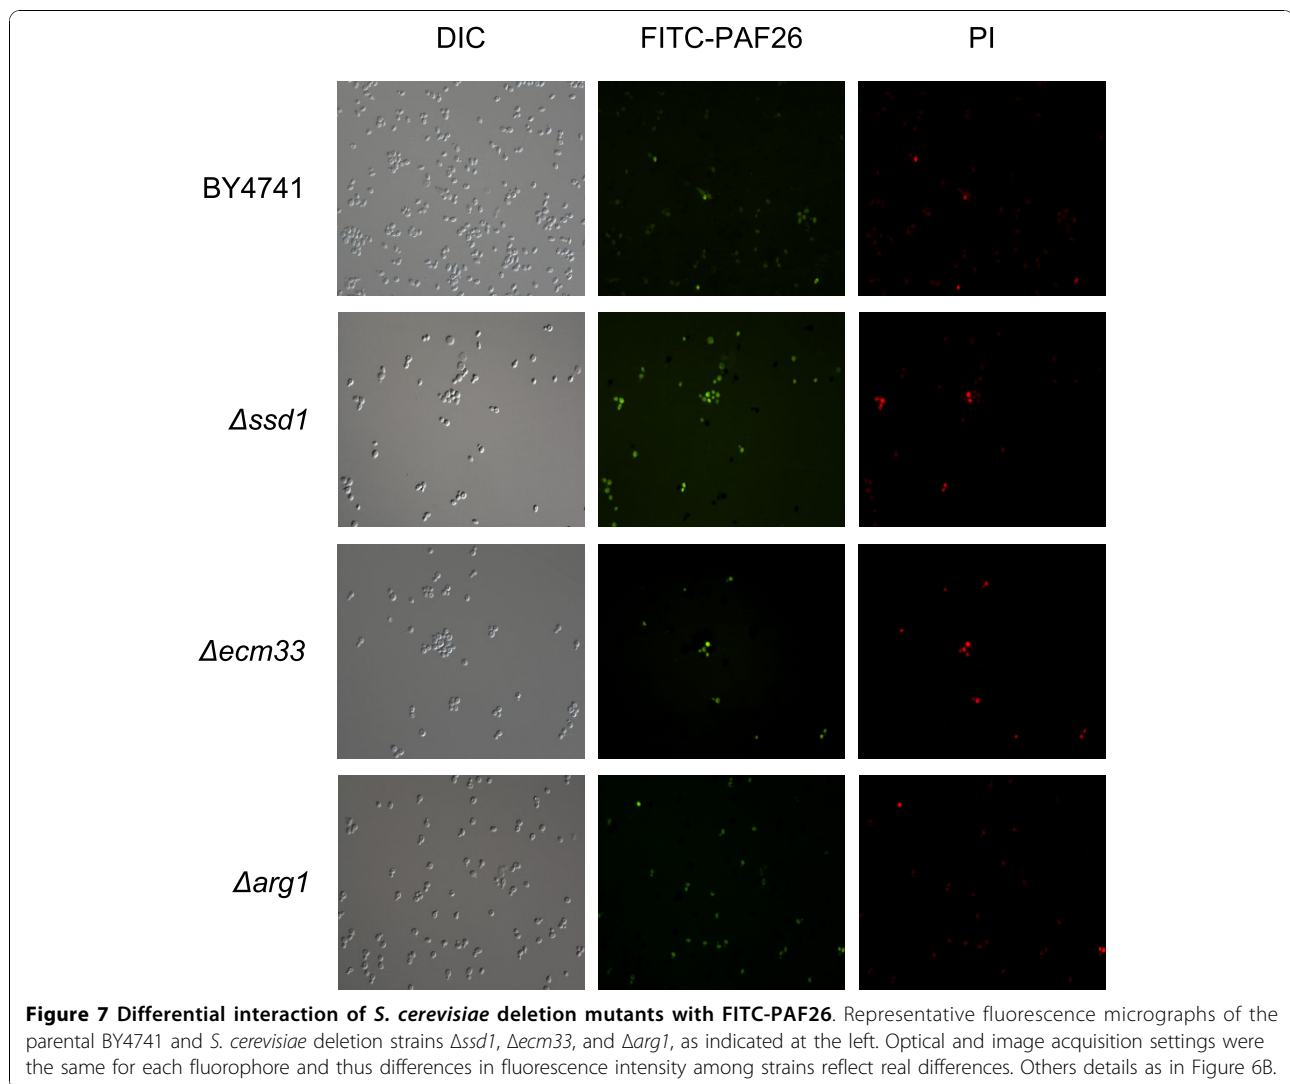 DIC FITC-PAF26 PI
BY4741
Δssd1
Δecm33
Δarg1
Figure 7 Differential interaction of S. cerevisiae deletion mutants with FITC-PAF26. Representative fluorescence micrographs of the
parental BY4741 and S. cerevisiae deletion strains Δssd1, Δecm33, and Δarg1, as indicated at the left. Optical and image acquisition settings were
the same for each fluorophore and thus differences in fluorescence intensity among strains reflect real differences. Others details as in Figure 6B.